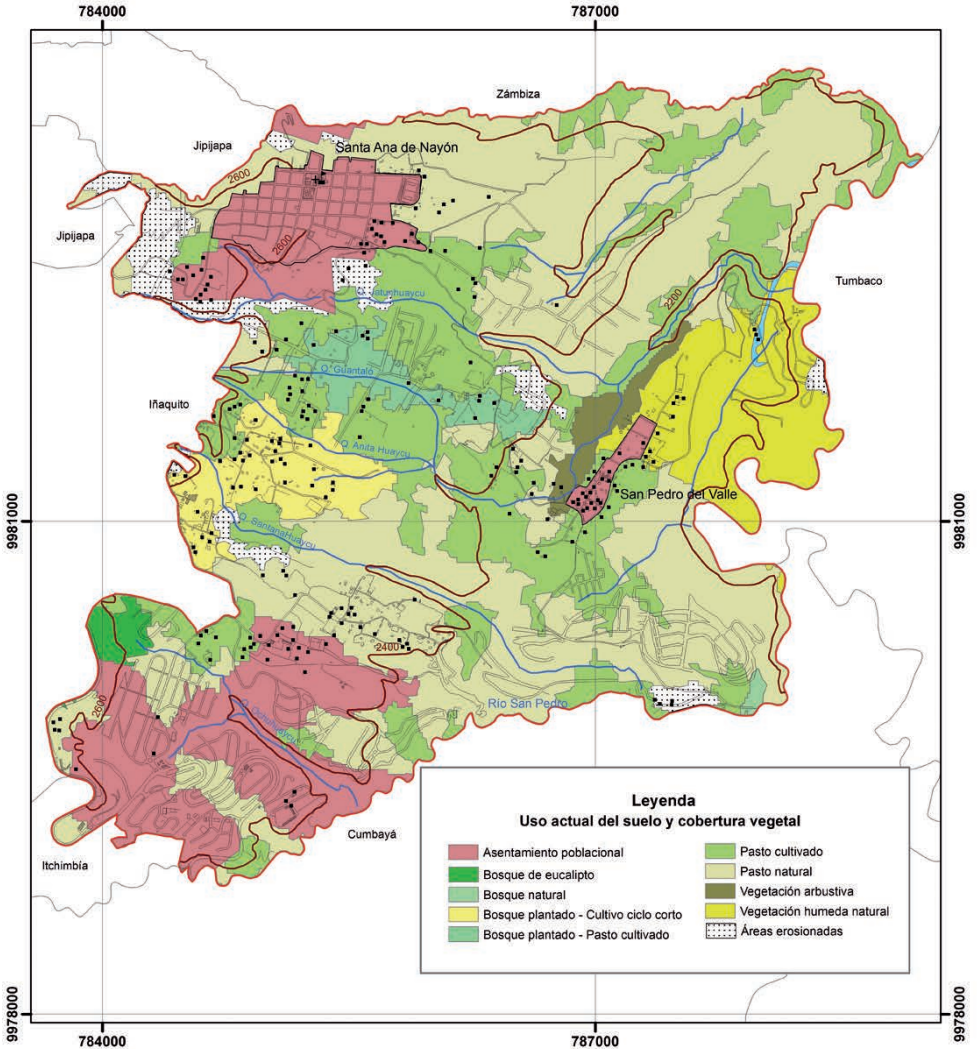 784000
787000
Zámbiza
Jipijapa
Santa Ana de Nayón
2600
Jipijapa
2600
Tumbaco
2200
Q. Jatunhuaycu
Q. Guantalo
Iñaquito
Q. Anita Huaycu
San Pedro del Valle
9981000
9981000
Q. SantanaHuaycu
2400
2600
Río San Pedro
Leyenda
Uso actual del suelo y cobertura vegetal
Asentamiento poblacional
Bosque de eucalipto
Bosque natural
Bosque plantado - Cultivo ciclo corto
Bosque plantado - Pasto cultivado
Pasto cultivado
Pasto natural
Vegetación arbustiva
Vegetación humeda natural
Áreas erosionadas
Cumbayá
Itchimbía
9978000
9978000
784000
787000